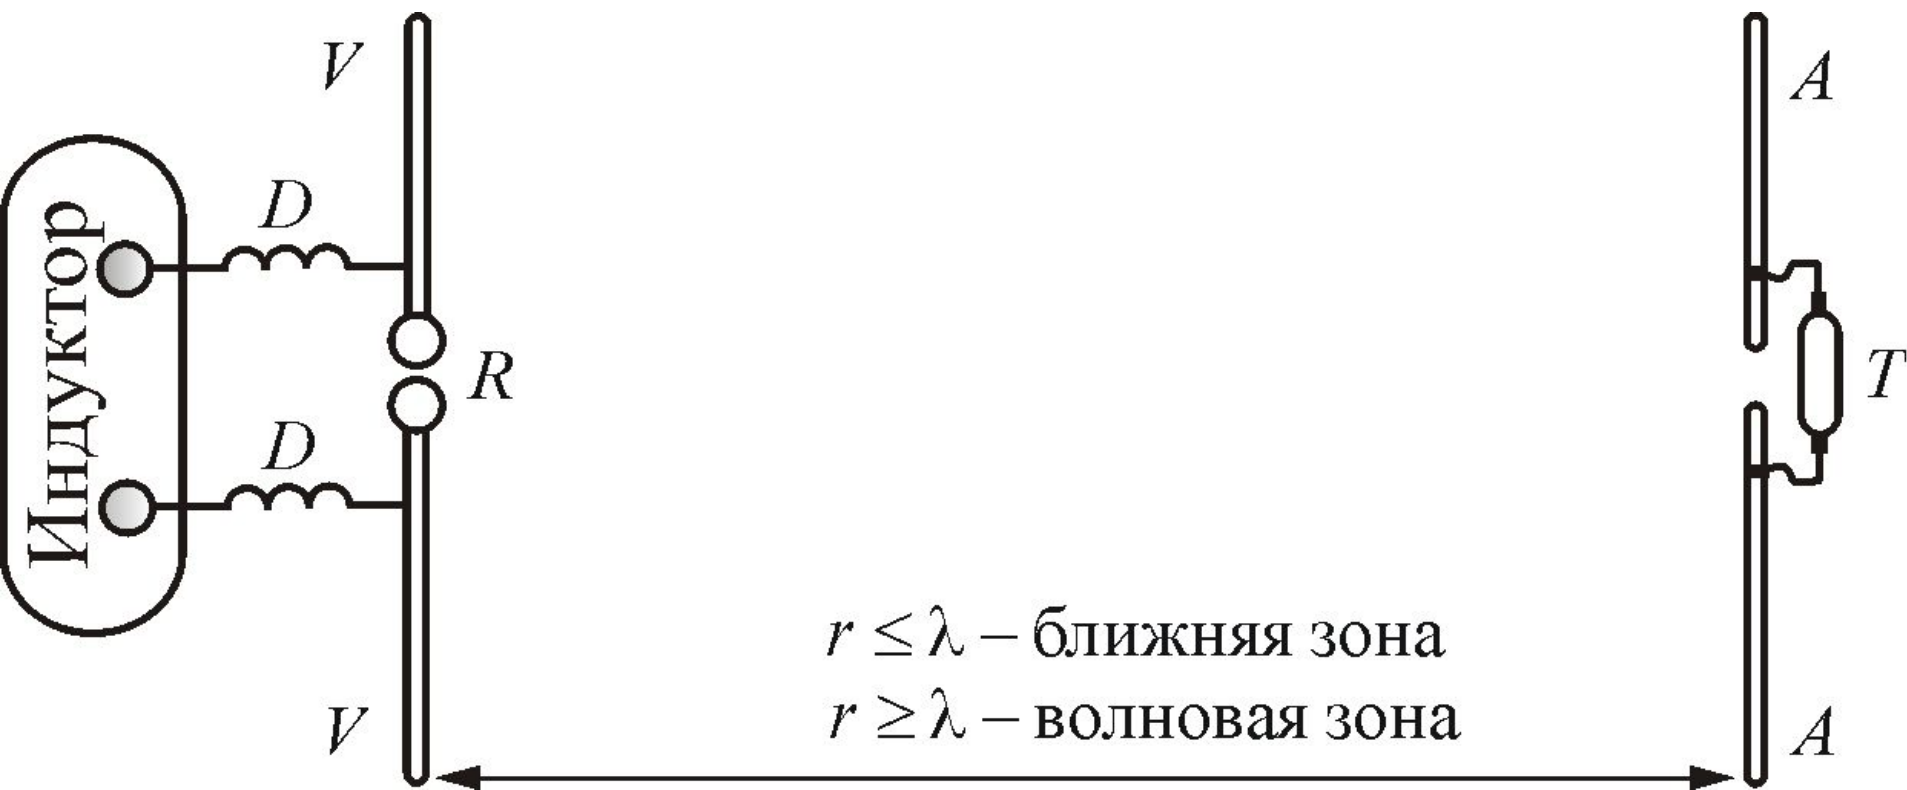 V
A
D
Индуктор
R
T
D
r ≤ λ – ближняя зона
r ≥ λ – волновая зона
V
A